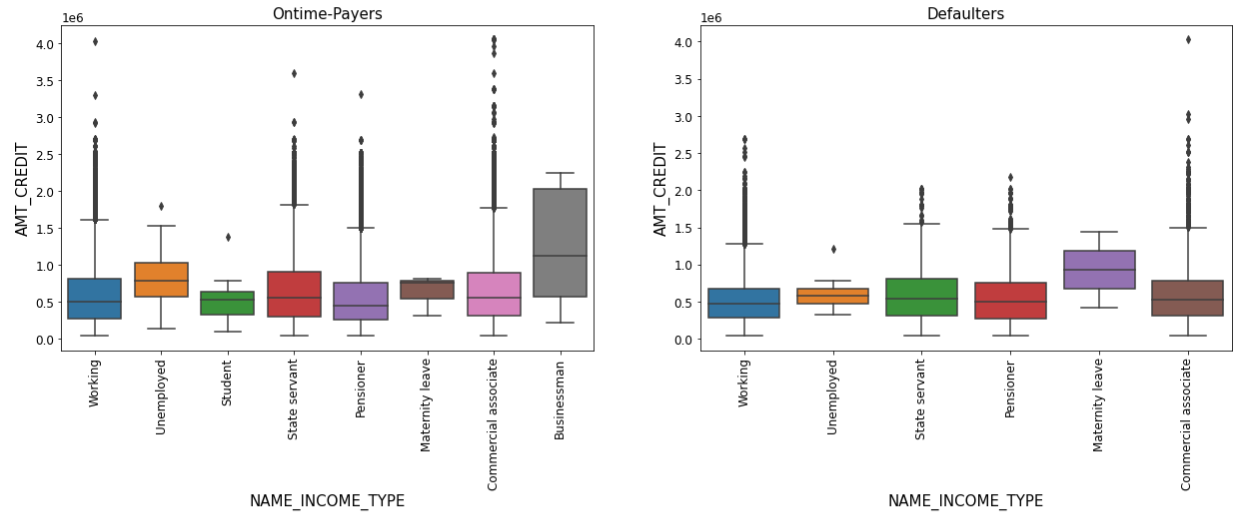 Ontime-Payers
1e6
4.0
3.5
3.0
2.5
2.0
1.5
1.0
0.5
0.0
AMT_CREDIT
Working
Unemployed
Student
State servant
Pensioner
Maternity leave
Commercial associate
Businessman
NAME_INCOME_TYPE
Defaulters
1e6
4.0
3.5
3.0
2.5
2.0
1.5
1.0
0.5
0.0
AMT_CREDIT
Working
Unemployed
State servant
Pensioner
Maternity leave
Commercial associate
NAME_INCOME_TYPE